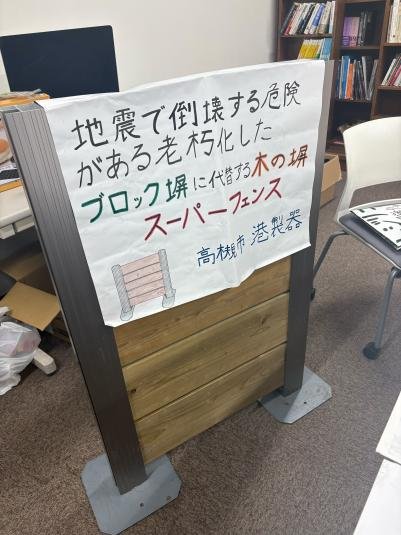 地震で倒壊する危険
がある老朽化した
ブロック塀に代替する木の塀
スーパーフェンス
高槻市 港製器